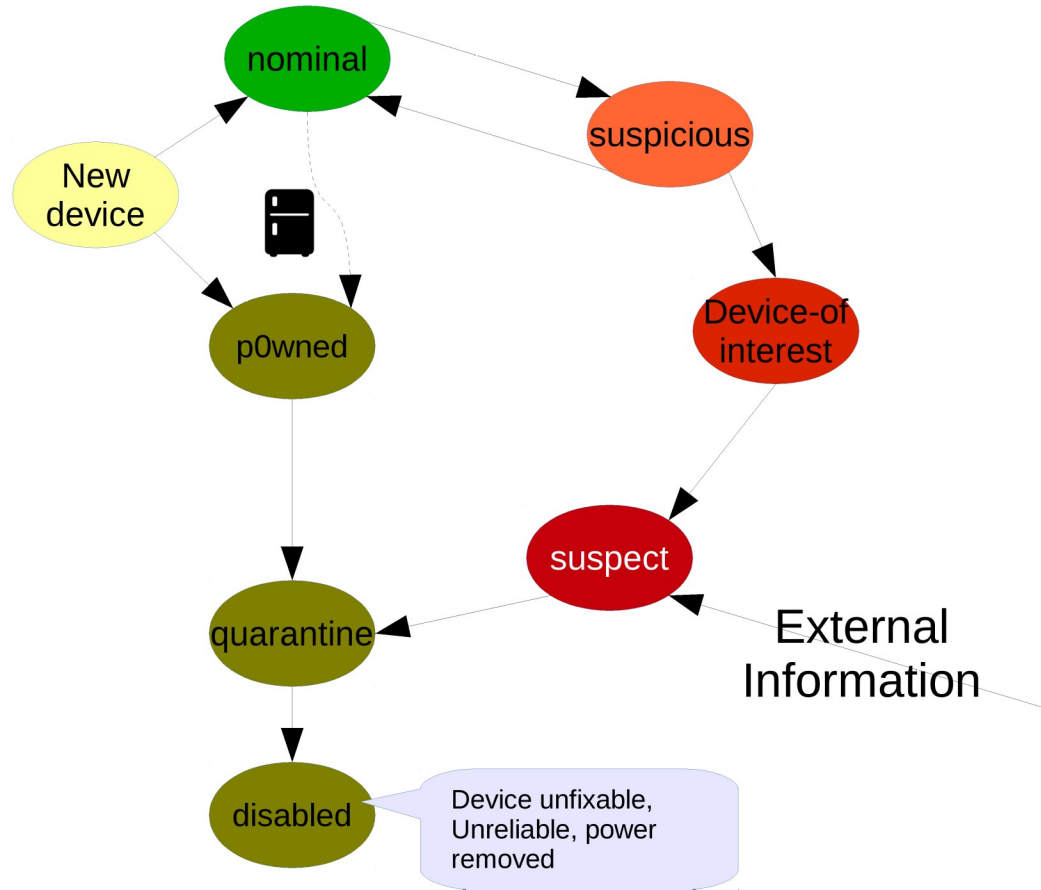 nominal
suspicious
New
device
p0wned
Device-of
interest
suspect
External
Information
quarantine
disabled
Device unfixable,
Unreliable, power
removed